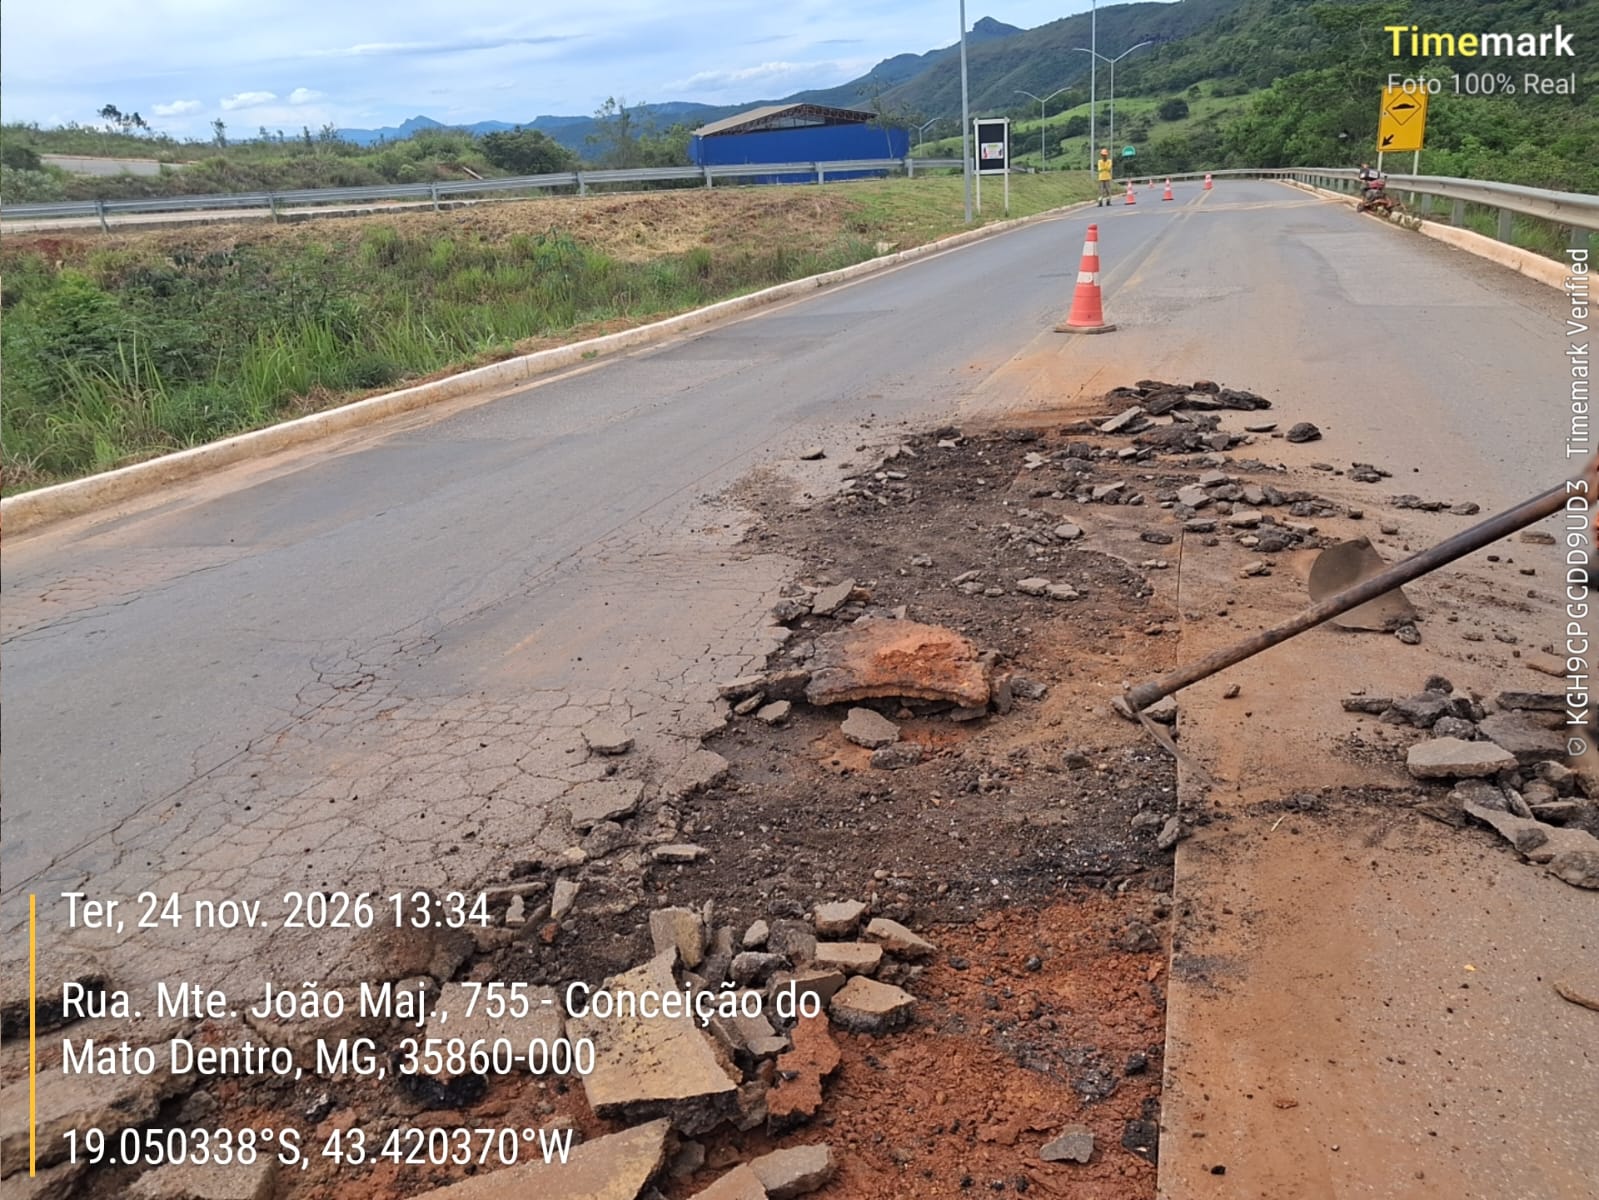 Timemark
Foto 100% Real
KGH9CPGCDD9UD3 Timemark Verified
Ter, 24 nov. 2026 13:34
Rua. Mte. João Maj., 755 - Conceição do
Mato Dentro, MG, 35860-000
19.050338°S, 43.420370°W